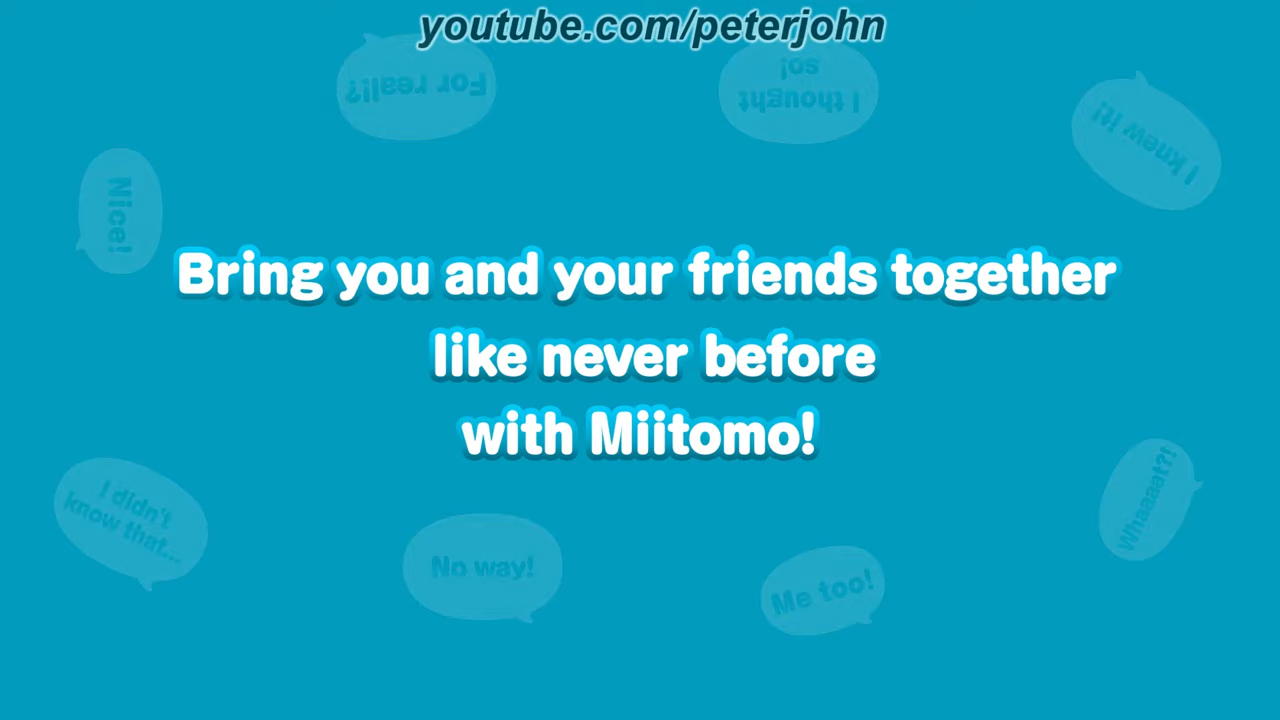 youtube.com/peterjohn
For real!?
I thought
so!
I knew it!
Nice!
Bring you and your friends together
like never before
with Miitomo!
I didn't
know that...
No way!
Me too!
Whaaaat?!